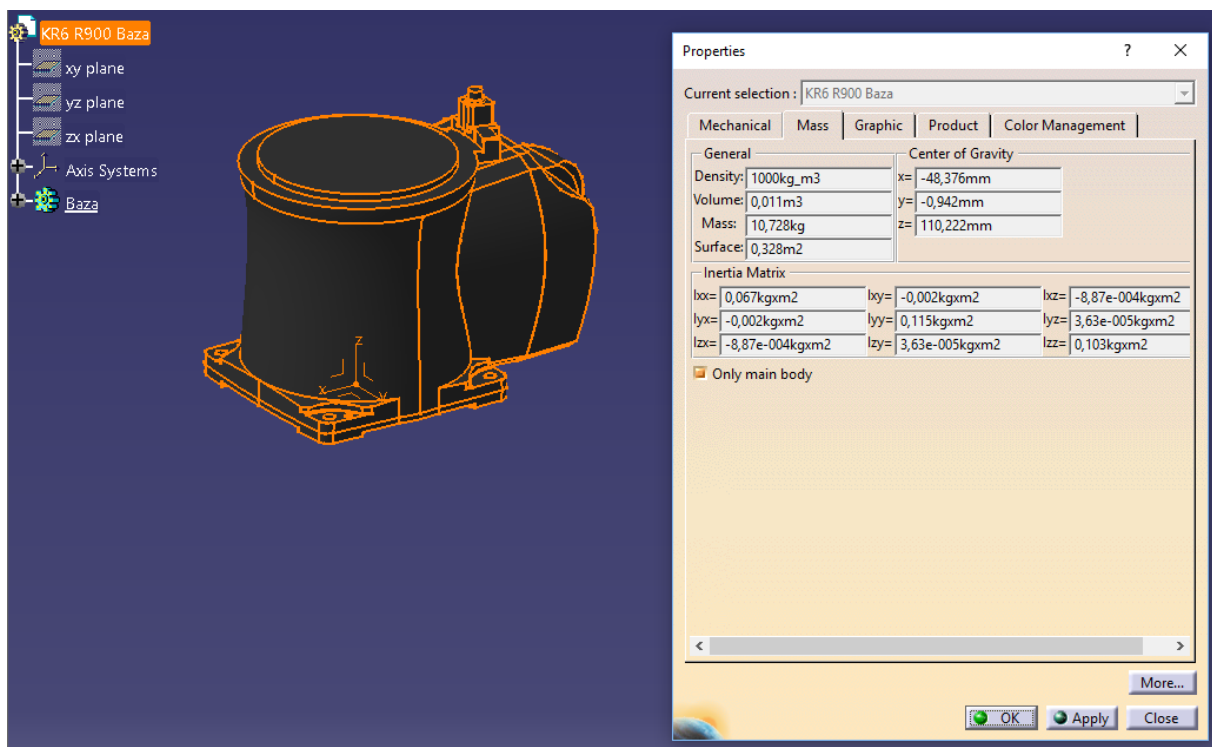 KR6 R900 Baza
xy plane
yz plane
zx plane
Axis Systems
Baza
z
x
y
Properties ? ×
Current selection : KR6 R900 Baza
Mechanical Mass Graphic Product Color Management
General Center of Gravity
Density: 1000kg_m3 x= -48,376mm
Volume: 0,011m3 y= -0,942mm
Mass: 10,728kg z= 110,222mm
Surface: 0,328m2
Inertia Matrix
Ixx= 0,067kgxm2 Ixy= -0,002kgxm2 Ixz= -8,87e-004kgxm2
Iyx= -0,002kgxm2 Iyy= 0,115kgxm2 Iyz= 3,63e-005kgxm2
Izx= -8,87e-004kgxm2 Izy= 3,63e-005kgxm2 Izz= 0,103kgxm2
Only main body
More...
OK Apply Close